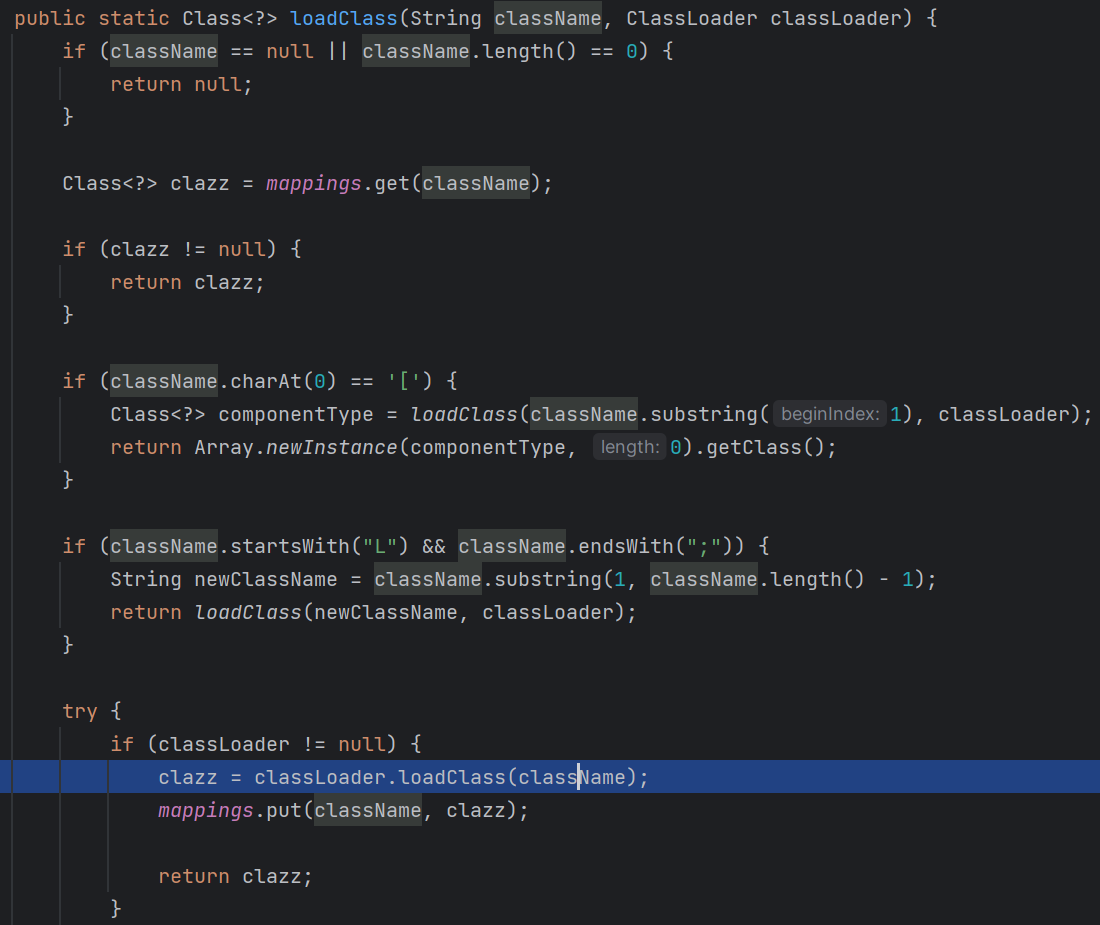 public static Class<?> loadClass(String className, ClassLoader classLoader) {
    if (className == null || className.length() == 0) {
        return null;
    }

    Class<?> clazz = mappings.get(className);

    if (clazz != null) {
        return clazz;
    }

    if (className.charAt(0) == '[') {
        Class<?> componentType = loadClass(className.substring( beginIndex: 1), classLoader);
        return Array.newInstance(componentType, length: 0).getClass();
    }

    if (className.startsWith("L") && className.endsWith(";")) {
        String newClassName = className.substring(1, className.length() - 1);
        return loadClass(newClassName, classLoader);
    }

    try {
        if (classLoader != null) {
            clazz = classLoader.loadClass(className);
            mappings.put(className, clazz);

            return clazz;
        }